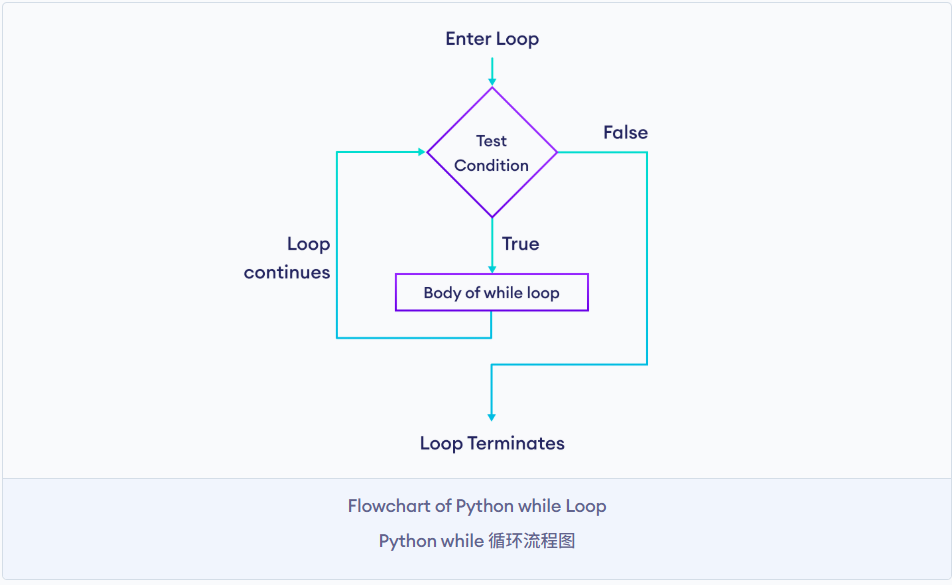 Enter Loop
False
Test
Condition
True
Loop
continues
Body of while loop
Loop Terminates
Flowchart of Python while Loop
Python while 循环流程图